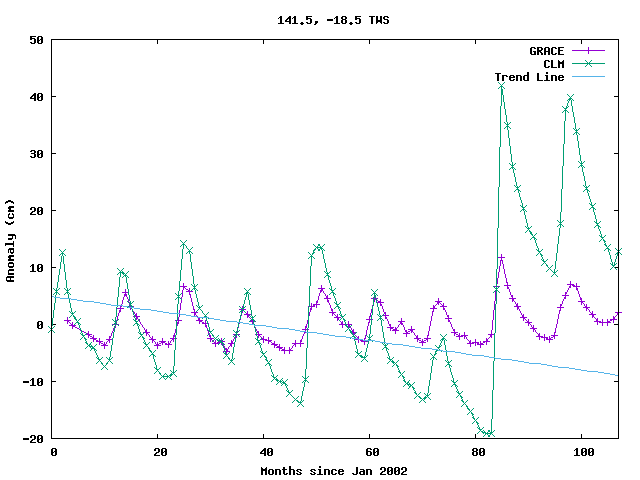 141.5, -18.5 TWS
GRACE
CLM
Trend Line
50
40
30
20
10
0
-10
-20
Anomaly (cm)
0 20 40 60 80 100
Months since Jan 2002